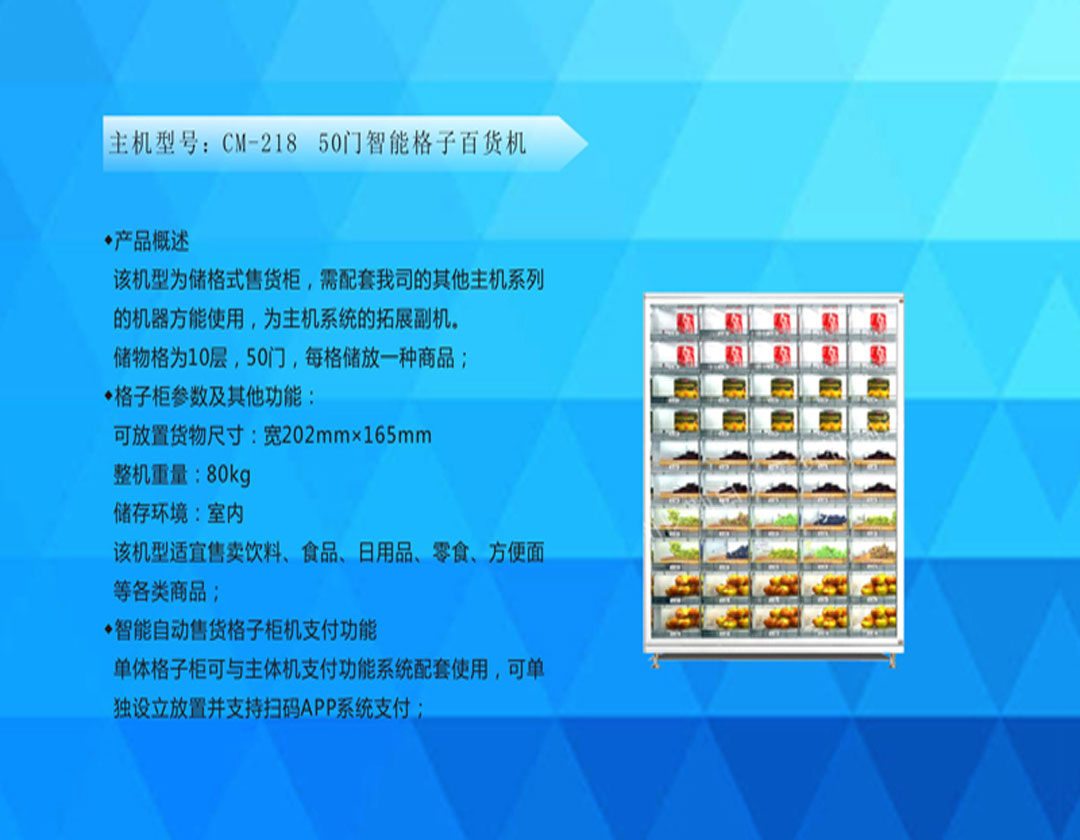 主机型号：CM-218 50门智能格子百货机
◆产品概述
该机型为储格式售货柜，需配套我司的其他主机系列
的机器方能使用，为主机系统的拓展副机。
储物格为10层，50门，每格储放一种商品；
◆格子柜参数及其他功能：
可放置货物尺寸：宽202mm×165mm
整机重量：80kg
储存环境：室内
该机型适宜售卖饮料、食品、日用品、零食、方便面
等各类商品；
◆智能自动售货格子柜机支付功能
单体格子柜可与主体机支付功能系统配套使用，可单
独设立放置并支持扫码APP系统支付；